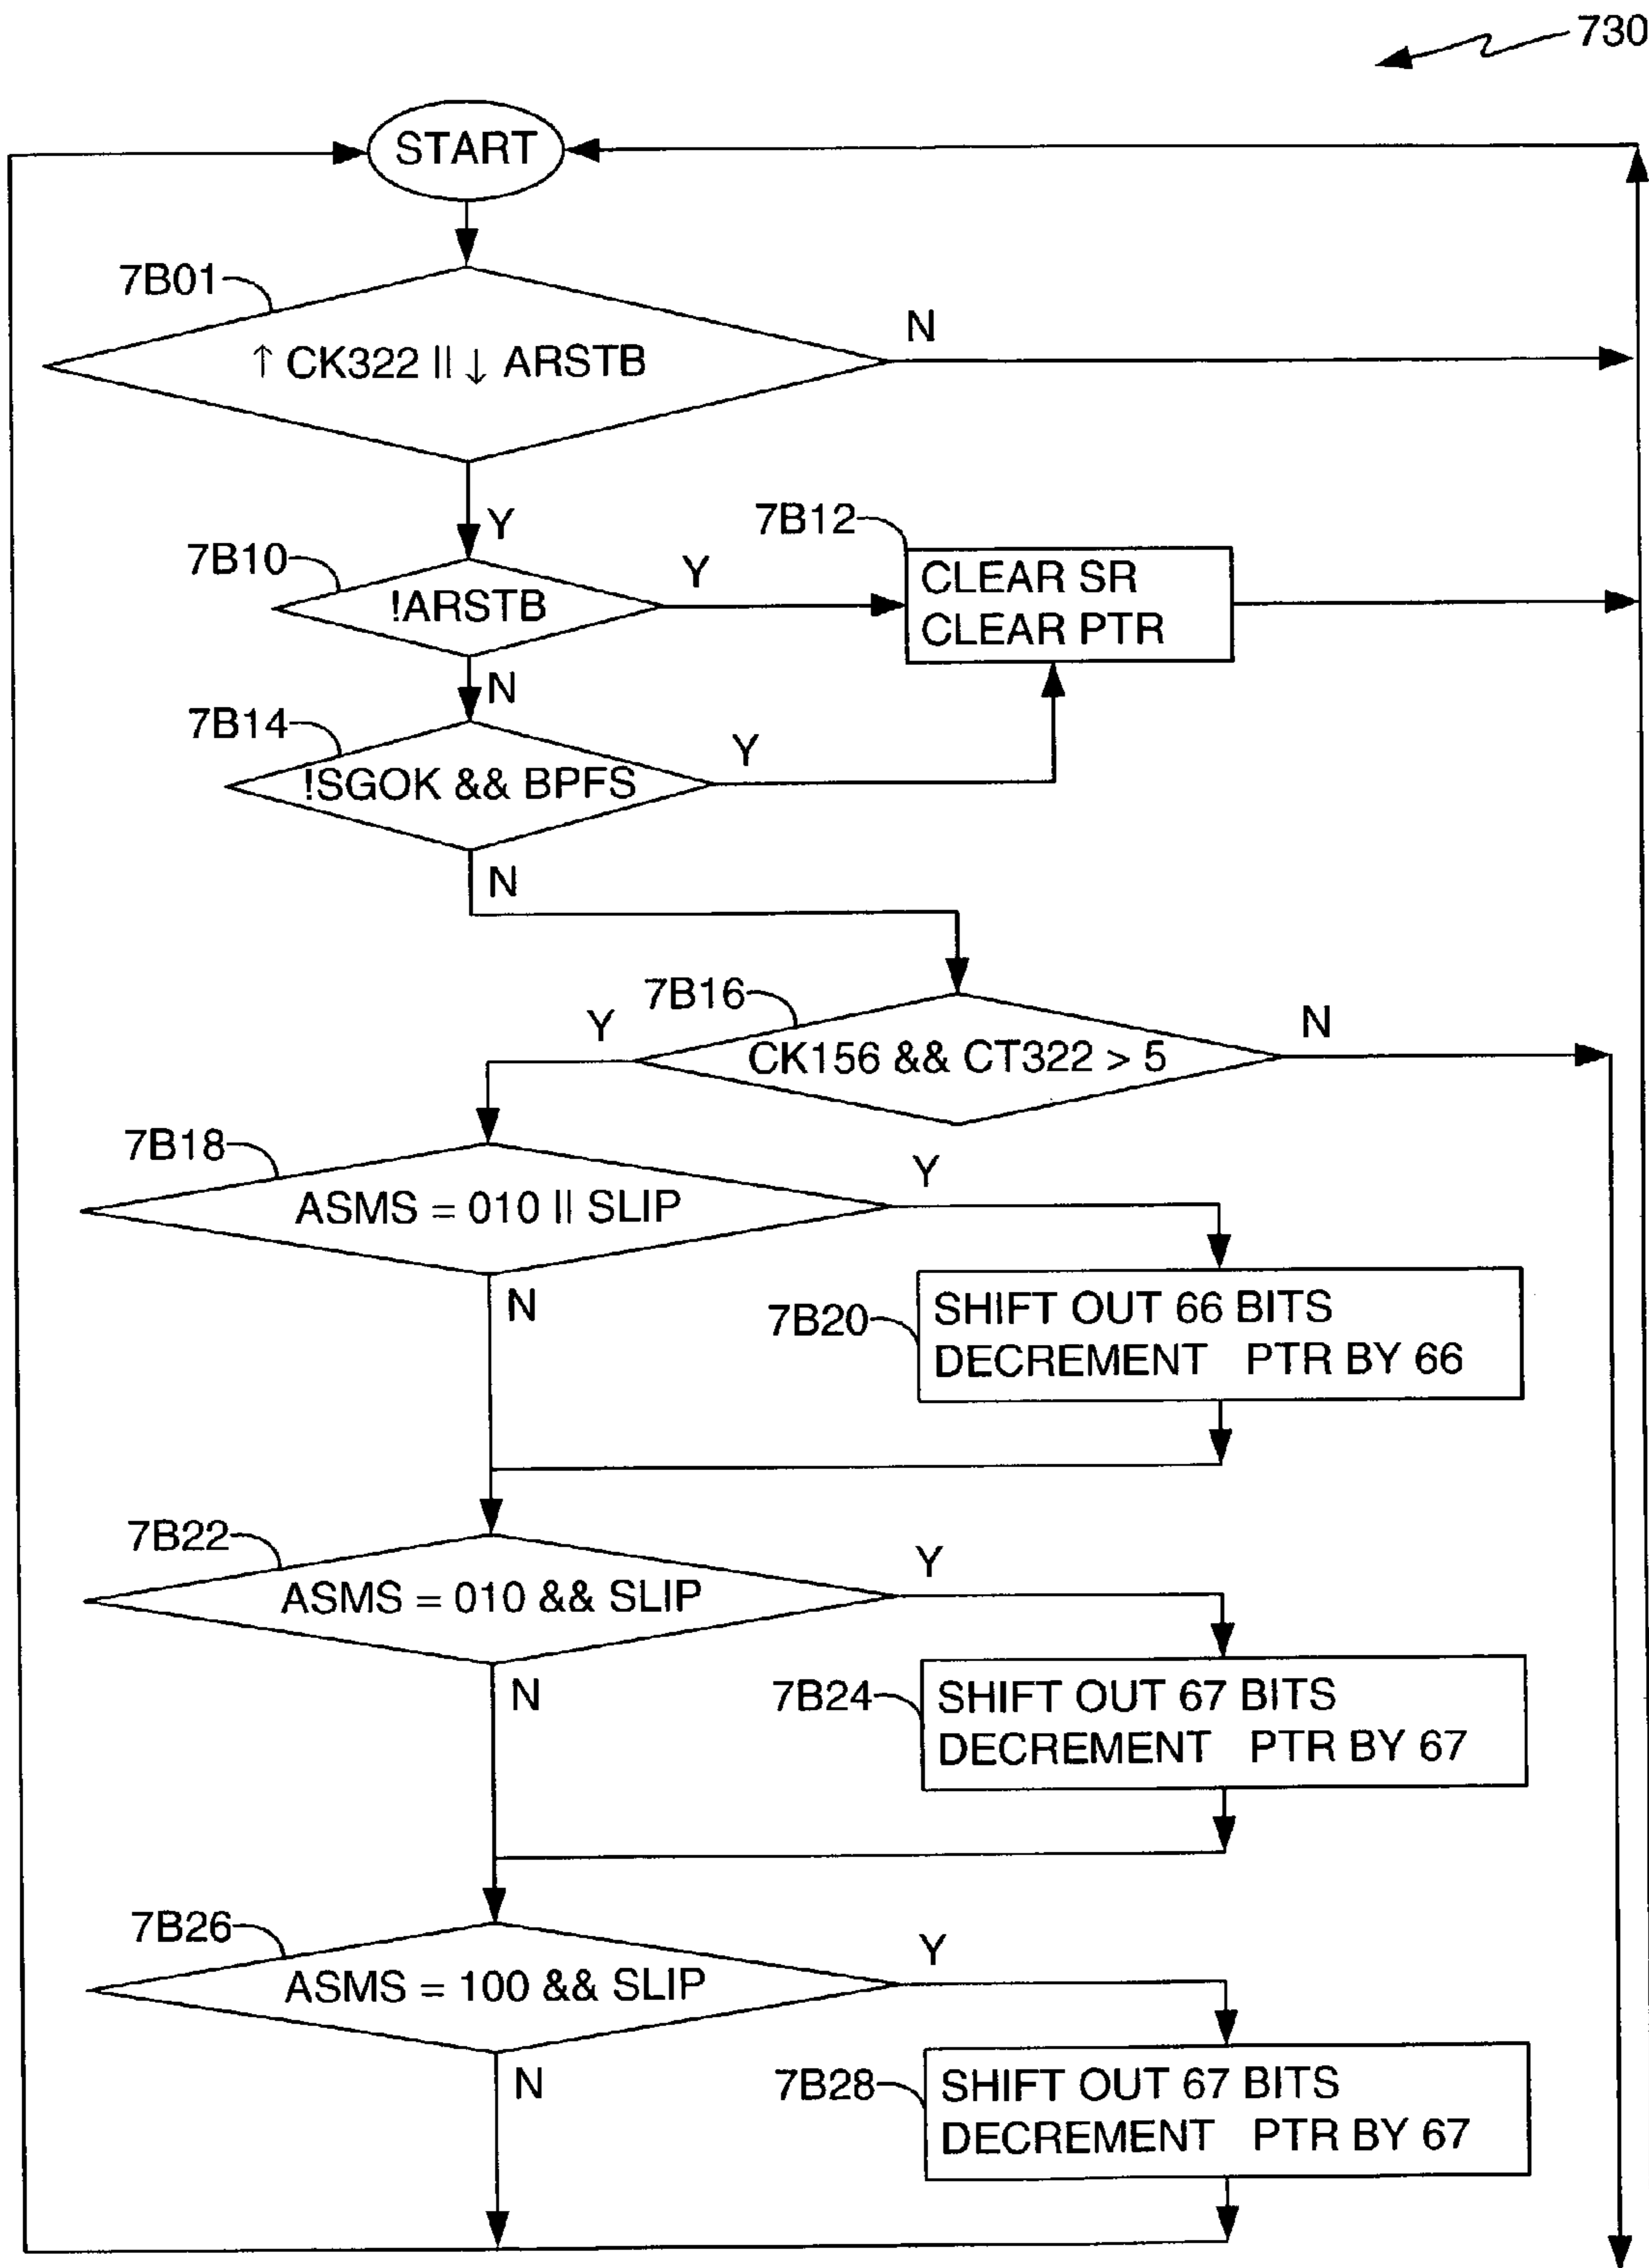 730
START
7B01
↑ CK322 || ↓ ARSTB
N
Y
7B10
!ARSTB
Y
7B12
CLEAR SR
CLEAR PTR
N
7B14
!SGOK && BPFS
Y
N
7B16
Y
CK156 && CT322 > 5
N
7B18
ASMS = 010 || SLIP
Y
N
7B20
SHIFT OUT 66 BITS
DECREMENT PTR BY 66
7B22
ASMS = 010 && SLIP
Y
N
7B24
SHIFT OUT 67 BITS
DECREMENT PTR BY 67
7B26
ASMS = 100 && SLIP
Y
N
7B28
SHIFT OUT 67 BITS
DECREMENT PTR BY 67